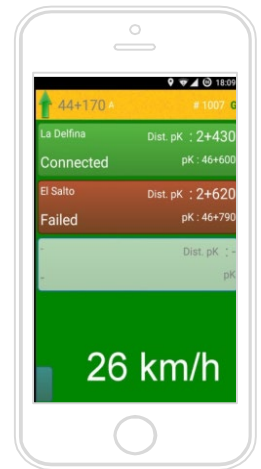 18:09
44+170 A # 1007 G
La Delfina Dist. pK : 2+430
Connected pK : 46+600
El Salto Dist. pK : 2+620
Failed pK : 46+790
- Dist. pK : -
- pK
26 km/h